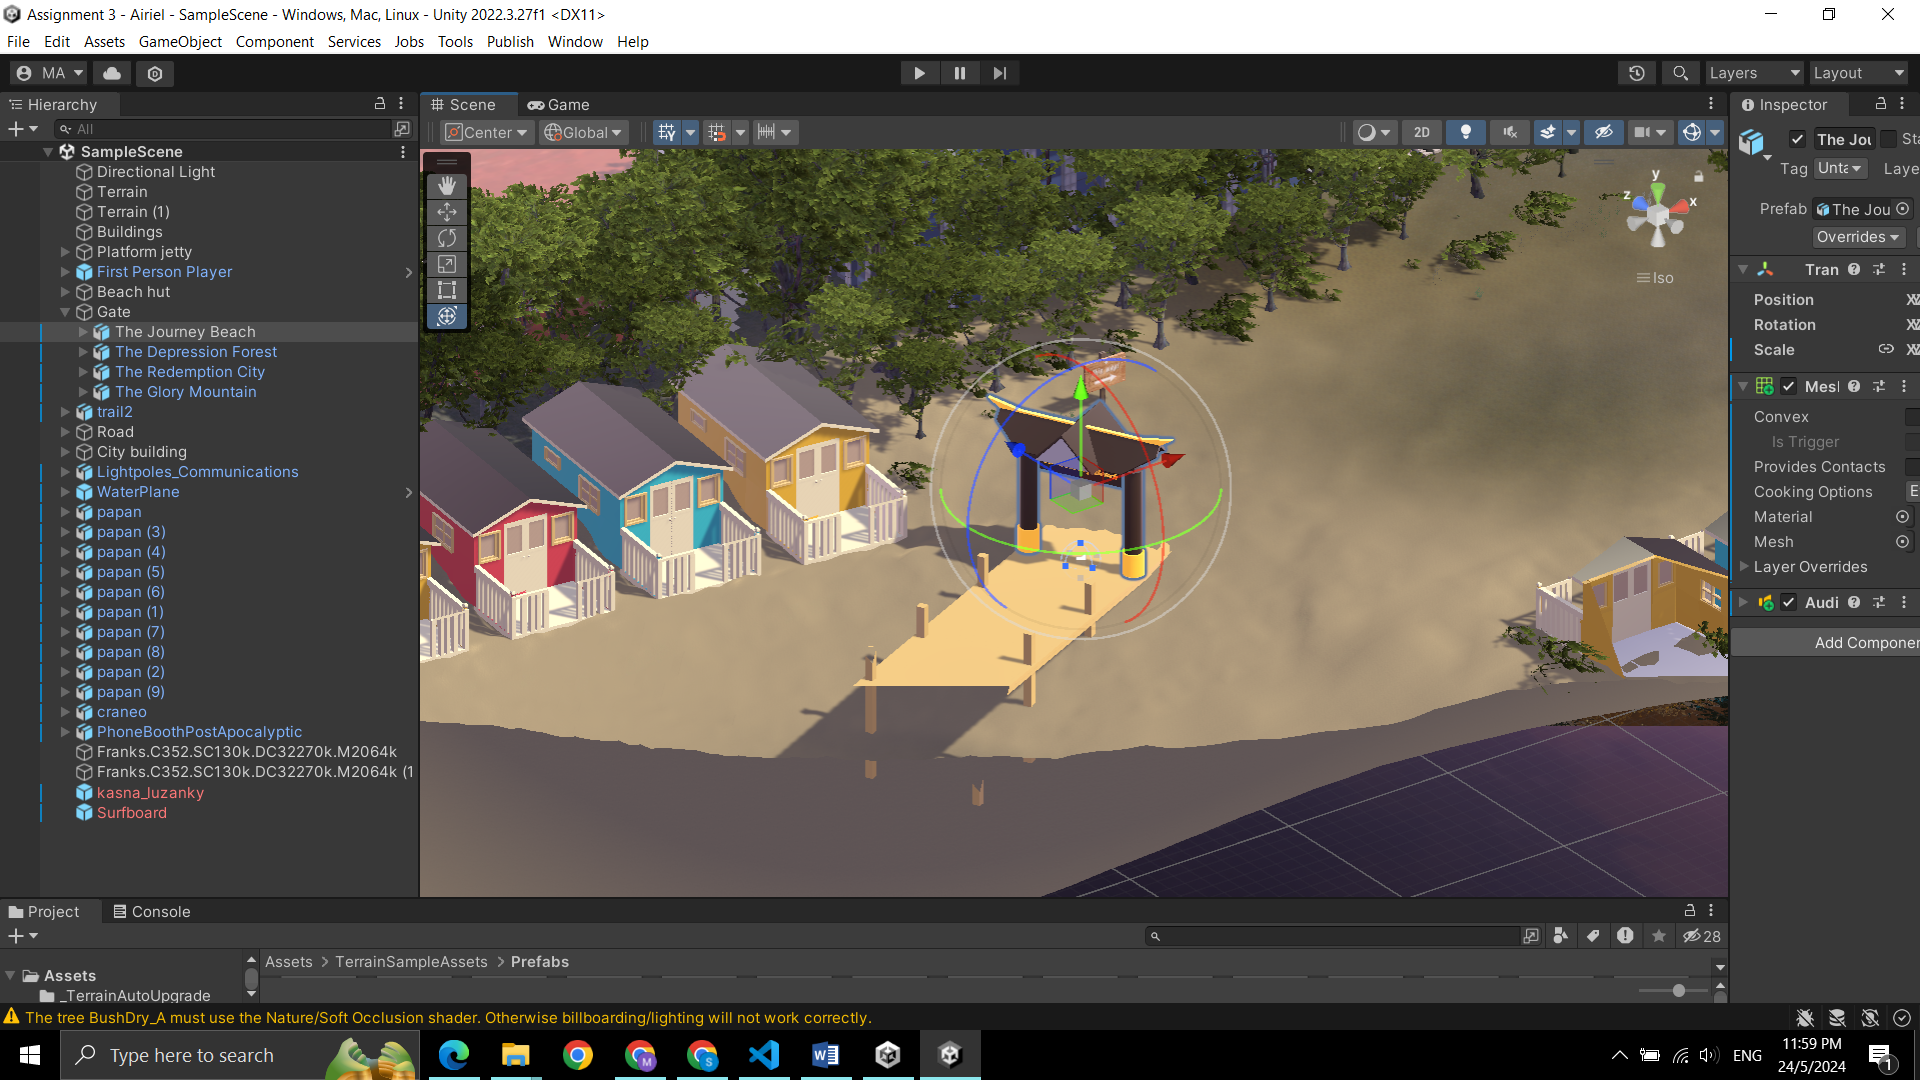 Assignment 3 - Airiel - SampleScene - Windows, Mac, Linux - Unity 2022.3.27f1 <DX11>
File Edit Assets GameObject Component Services Jobs Tools Publish Window Help
MA Layers Layout
Hierarchy Scene Game Inspector
All Center Global 2D The Jou Sta
SampleScene
Directional Light
Terrain
Terrain (1)
Buildings
Platform jetty
First Person Player
Beach hut
Gate
The Journey Beach
The Depression Forest
The Redemption City
The Glory Mountain
trail2
Road
City building
Lightpoles_Communications
WaterPlane
papan
papan (3)
papan (4)
papan (5)
papan (6)
papan (1)
papan (7)
papan (8)
papan (2)
papan (9)
craneo
PhoneBoothPostApocalyptic
Franks.C352.SC130k.DC32270k.M2064k
Franks.C352.SC130k.DC32270k.M2064k (1
kasna_luzanky
Surfboard
y
z
x
Iso
Tag Unta Laye
Prefab The Jou
Overrides
Tran
Position X
Rotation X
Scale X
Mesl
Convex
Is Trigger
Provides Contacts
Cooking Options E
Material
Mesh
Layer Overrides
Audi
Add Componen
Project Console
28
Assets
_TerrainAutoUpgrade
Assets > TerrainSampleAssets > Prefabs
The tree BushDry_A must use the Nature/Soft Occlusion shader. Otherwise billboarding/lighting will not work correctly.
Type here to search
M
S
ENG
11:59 PM
24/5/2024
1